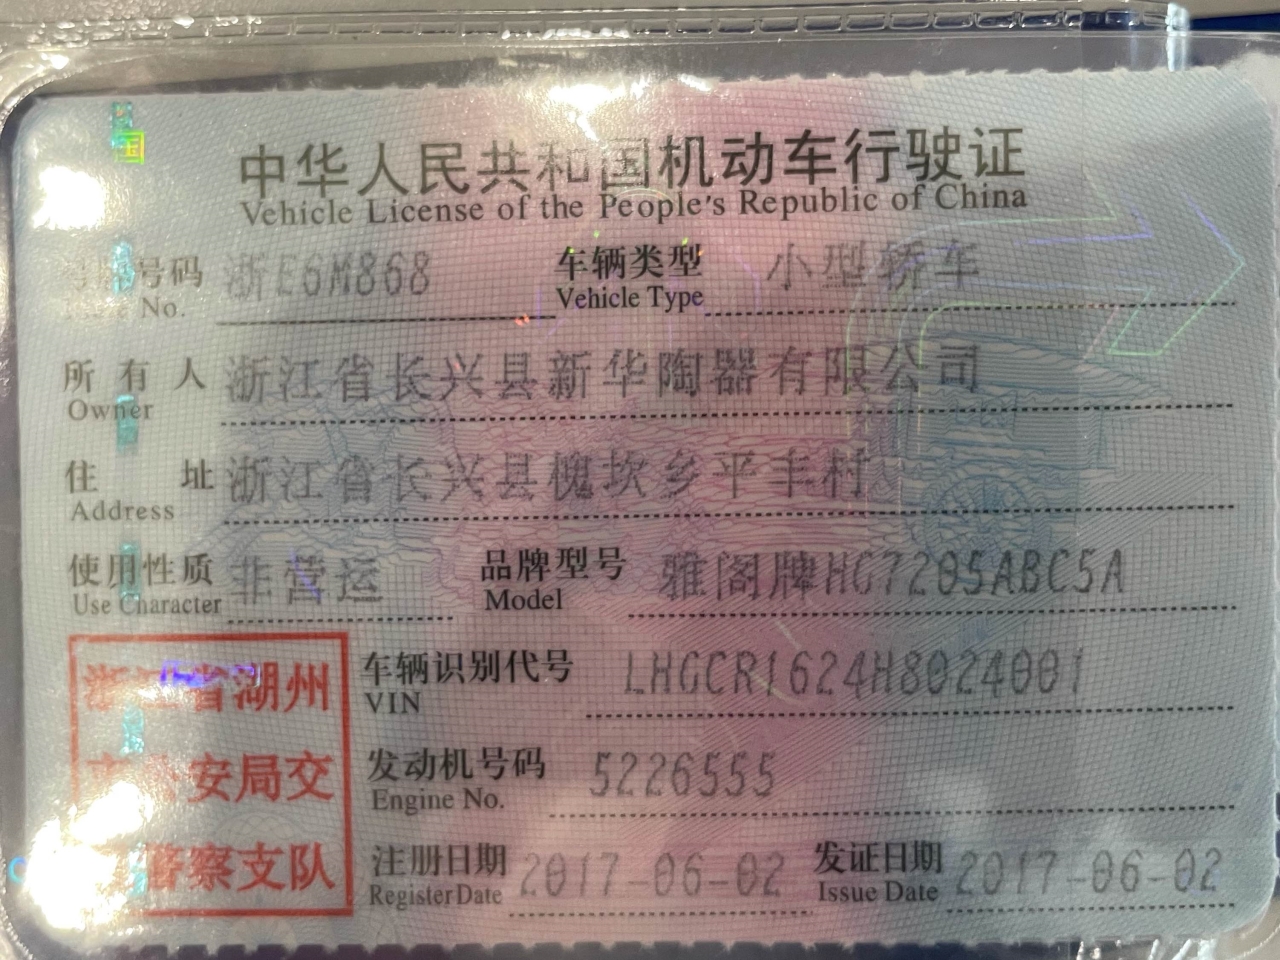 中华人民共和国机动车行驶证
Vehicle License of the People's Republic of China
号码 浙E6M868 车辆类型 小型轿车
No. Vehicle Type
所有人 浙江省长兴县新华陶器有限公司
Owner
住址 浙江省长兴县槐坎乡平丰村
Address
使用性质 非营运 品牌型号 雅阁牌HG7205ABC5A
Use Character Model
浙江省湖州 车辆识别代号 LHGCR1624H8024001
VIN
安局交 发动机号码 5226555
Engine No.
警察支队 注册日期 2017-06-02 发证日期 2017-06-02
Register Date Issue Date